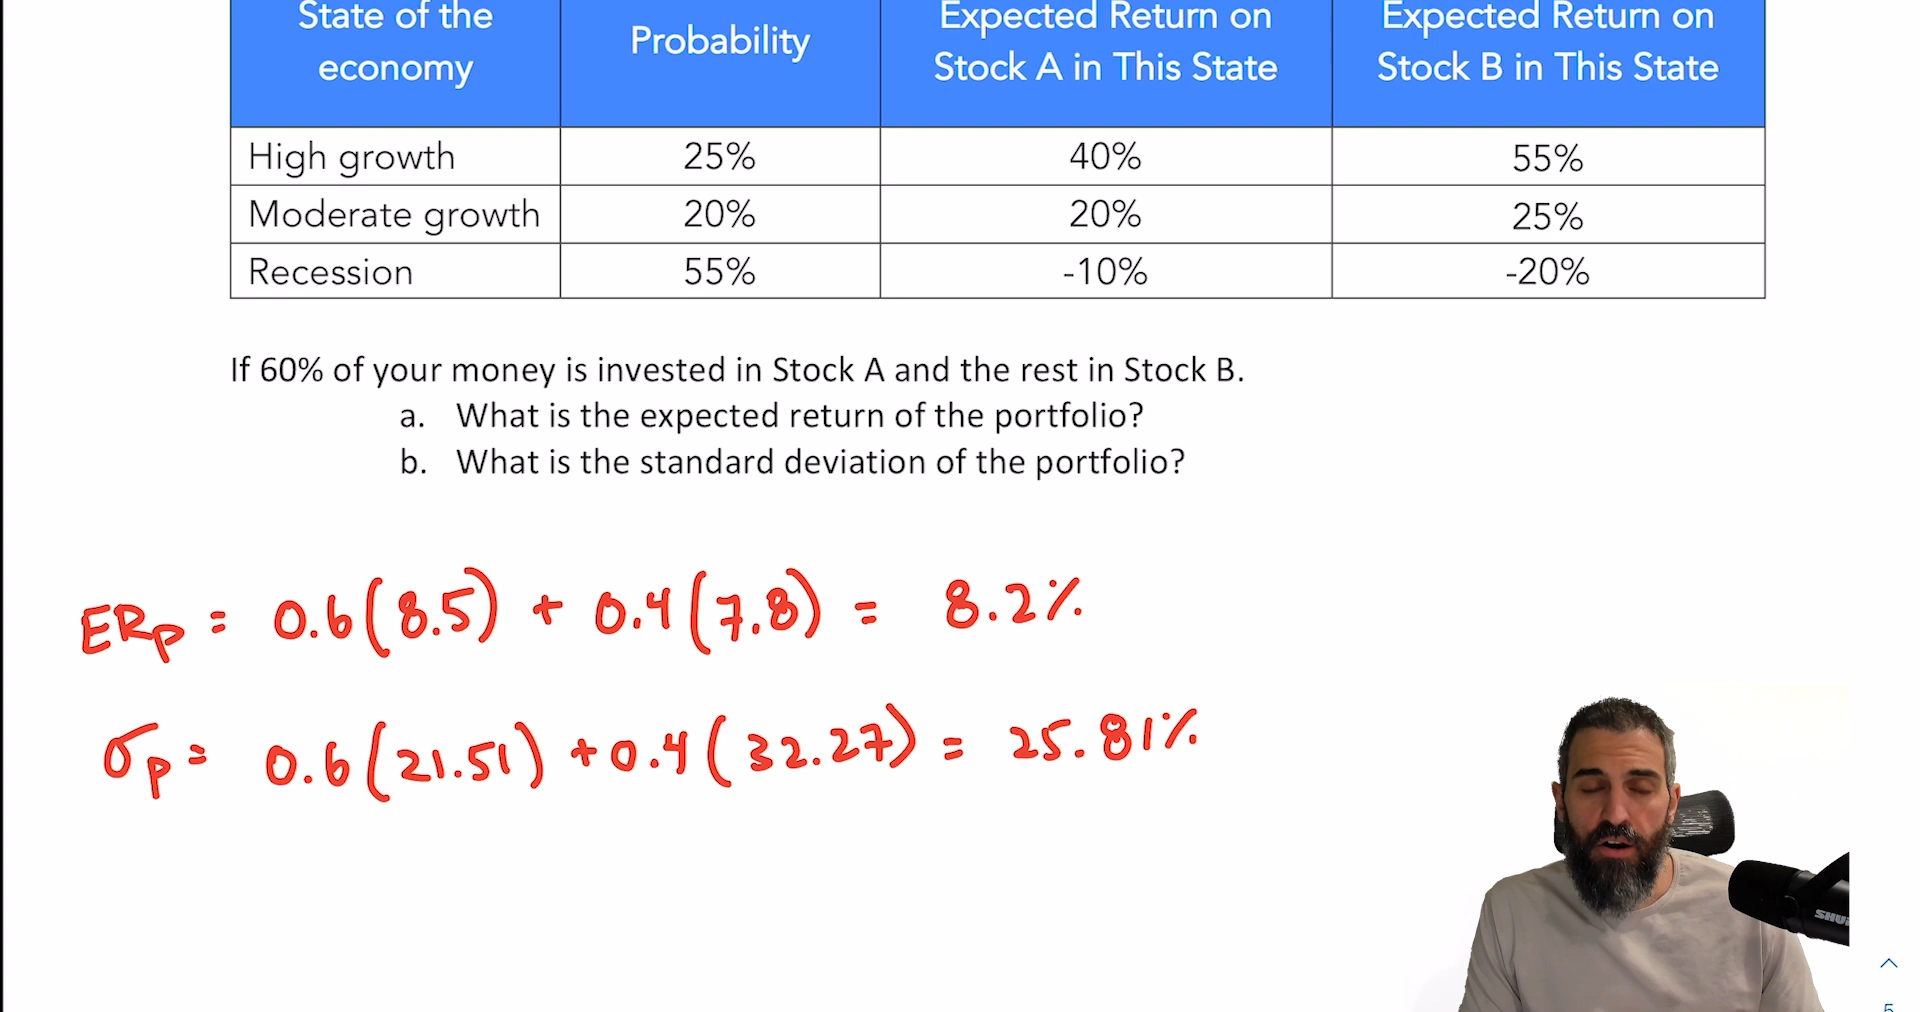 State of the economy | Probability | Expected Return on Stock A in This State | Expected Return on Stock B in This State
High growth | 25% | 40% | 55%
Moderate growth | 20% | 20% | 25%
Recession | 55% | -10% | -20%
If 60% of your money is invested in Stock A and the rest in Stock B.
a. What is the expected return of the portfolio?
b. What is the standard deviation of the portfolio?
ERp = 0.6(8.5) + 0.4(7.8) = 8.2%
σp = 0.6(21.51) + 0.4(32.27) = 25.81%